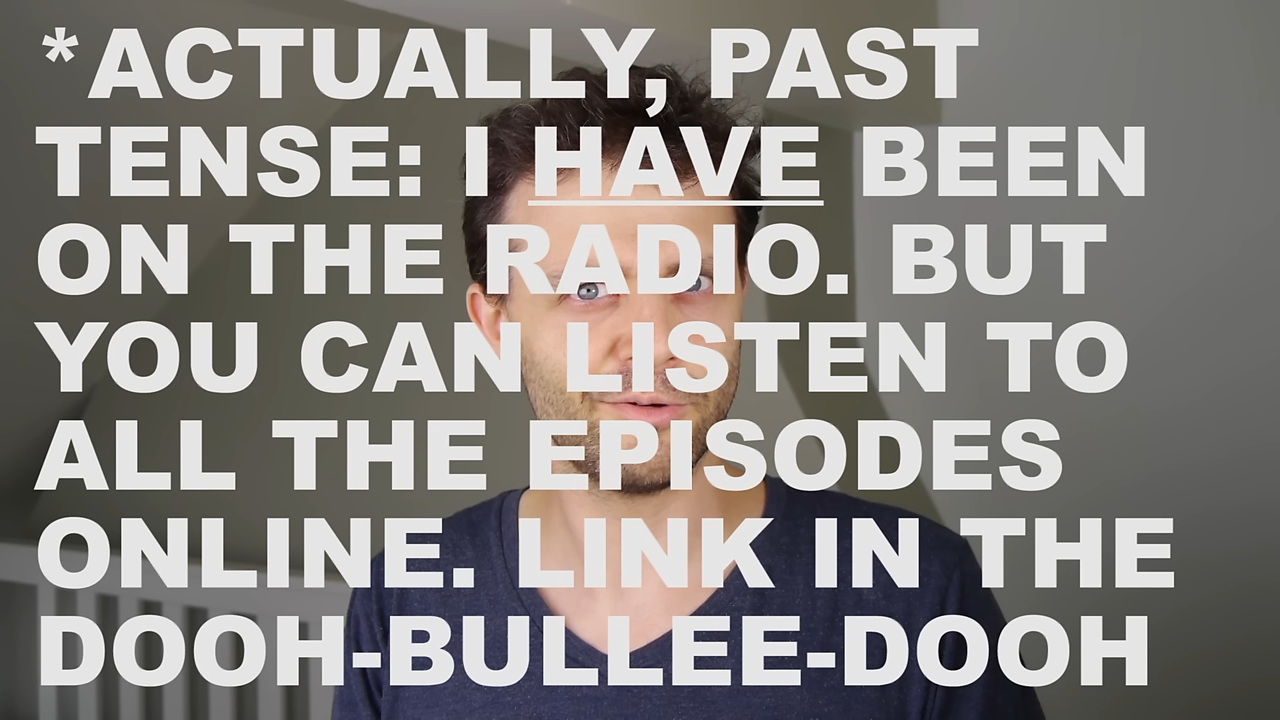 *ACTUALLY, PAST
TENSE: I HAVE BEEN
ON THE RADIO. BUT
YOU CAN LISTEN TO
ALL THE EPISODES
ONLINE. LINK IN THE
DOOH-BULLEE-DOOH